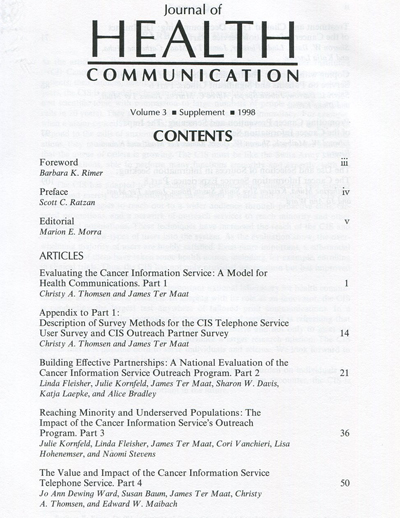 Journal of
HEALTH
COMMUNICATION
Volume 3 ■ Supplement ■ 1998
CONTENTS
Foreword iii
Barbara K. Rimer
Preface iv
Scott C. Ratzan
Editorial v
Marion E. Morra
ARTICLES
Evaluating the Cancer Information Service: A Model for
Health Communications. Part 1 1
Christy A. Thomsen and James Ter Maat
Appendix to Part 1:
Description of Survey Methods for the CIS Telephone Service
User Survey and CIS Outreach Partner Survey 14
Christy A. Thomsen and James Ter Maat
Building Effective Partnerships: A National Evaluation of the
Cancer Information Service Outreach Program. Part 2 21
Linda Fleisher, Julie Kornfeld, James Ter Maat, Sharon W. Davis,
Katja Laepke, and Alice Bradley
Reaching Minority and Underserved Populations: The
Impact of the Cancer Information Service's Outreach
Program. Part 3 36
Julie Kornfeld, Linda Fleisher, James Ter Maat, Cori Vanchieri, Lisa
Hohenemser, and Naomi Stevens
The Value and Impact of the Cancer Information Service
Telephone Service. Part 4 50
Jo Ann Dewing Ward, Susan Baum, James Ter Maat, Christy
A. Thomsen, and Edward W. Maibach